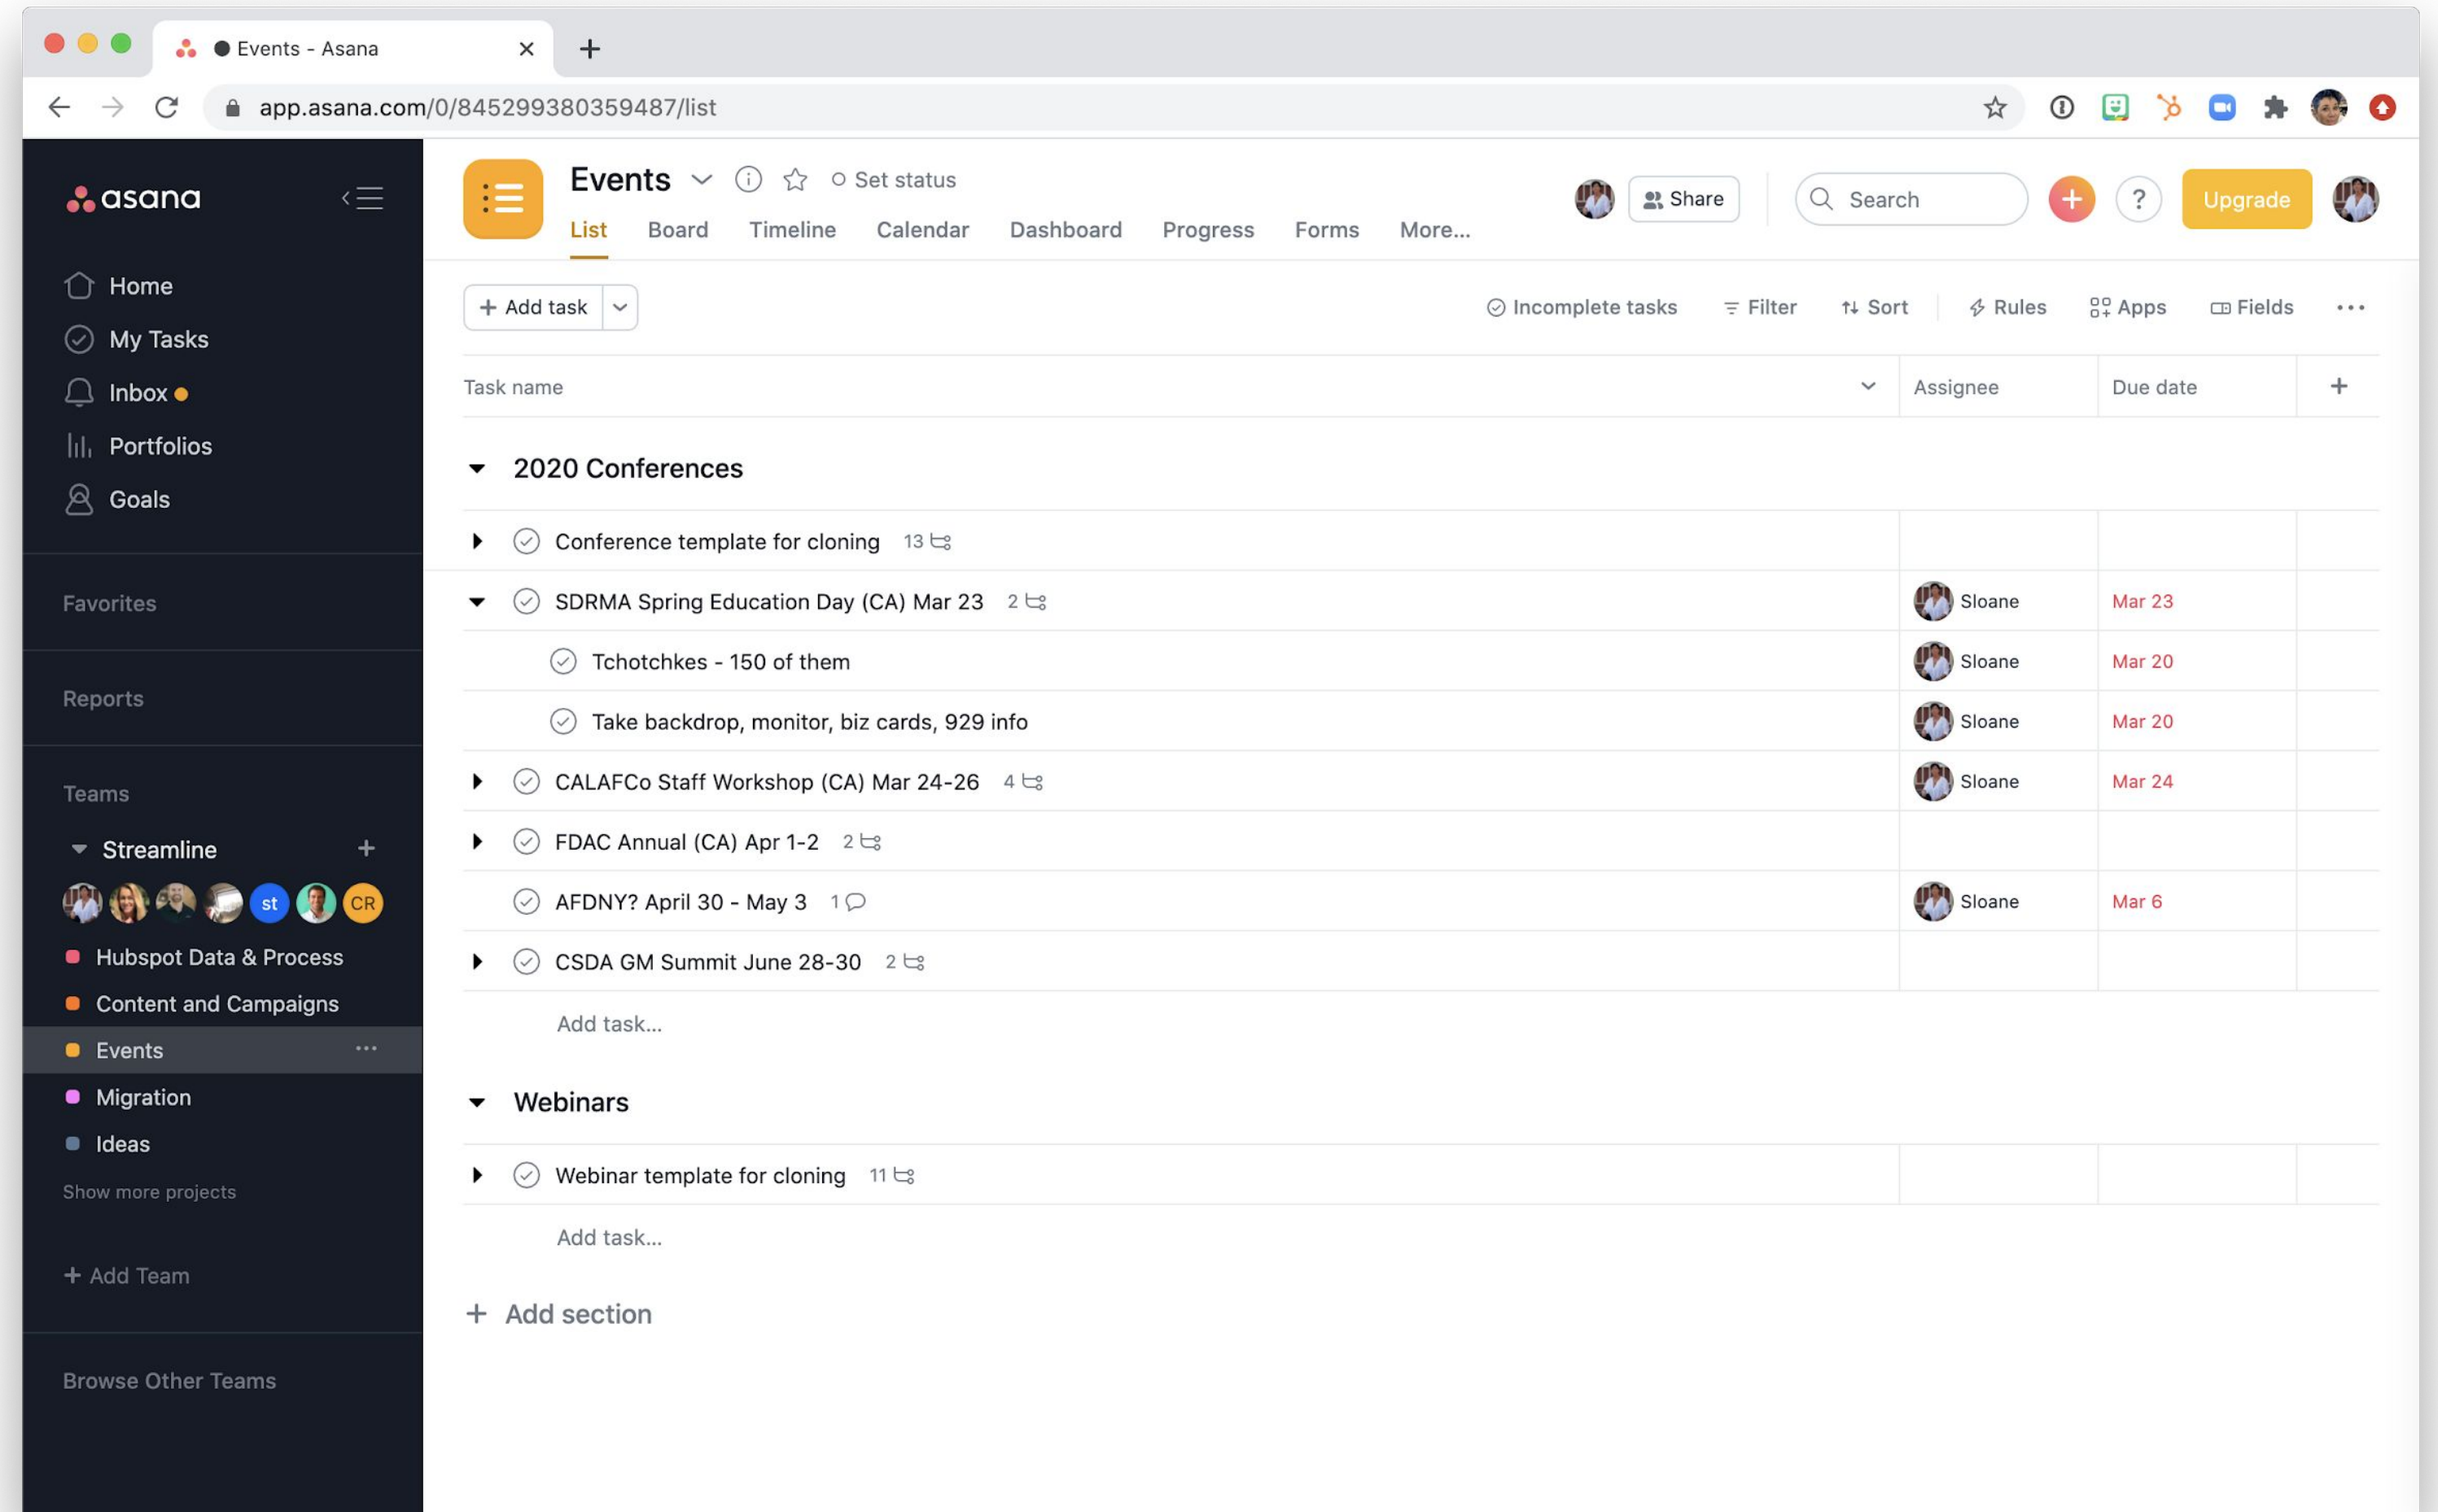 Events - Asana
app.asana.com/0/845299380359487/list
asana
Home
My Tasks
Inbox
Portfolios
Goals
Favorites
Reports
Teams
Streamline
st CR
Hubspot Data & Process
Content and Campaigns
Events
Migration
Ideas
Show more projects
+ Add Team
Browse Other Teams
Events Set status
List Board Timeline Calendar Dashboard Progress Forms More...
Share Search ? Upgrade
+ Add task
Incomplete tasks Filter Sort Rules Apps Fields
Task name Assignee Due date +
2020 Conferences
Conference template for cloning 13
SDRMA Spring Education Day (CA) Mar 23 2 Sloane Mar 23
Tchotchkes - 150 of them Sloane Mar 20
Take backdrop, monitor, biz cards, 929 info Sloane Mar 20
CALAFCo Staff Workshop (CA) Mar 24-26 4 Sloane Mar 24
FDAC Annual (CA) Apr 1-2 2
AFDNY? April 30 - May 3 1 Sloane Mar 6
CSDA GM Summit June 28-30 2
Add task...
Webinars
Webinar template for cloning 11
Add task...
+ Add section